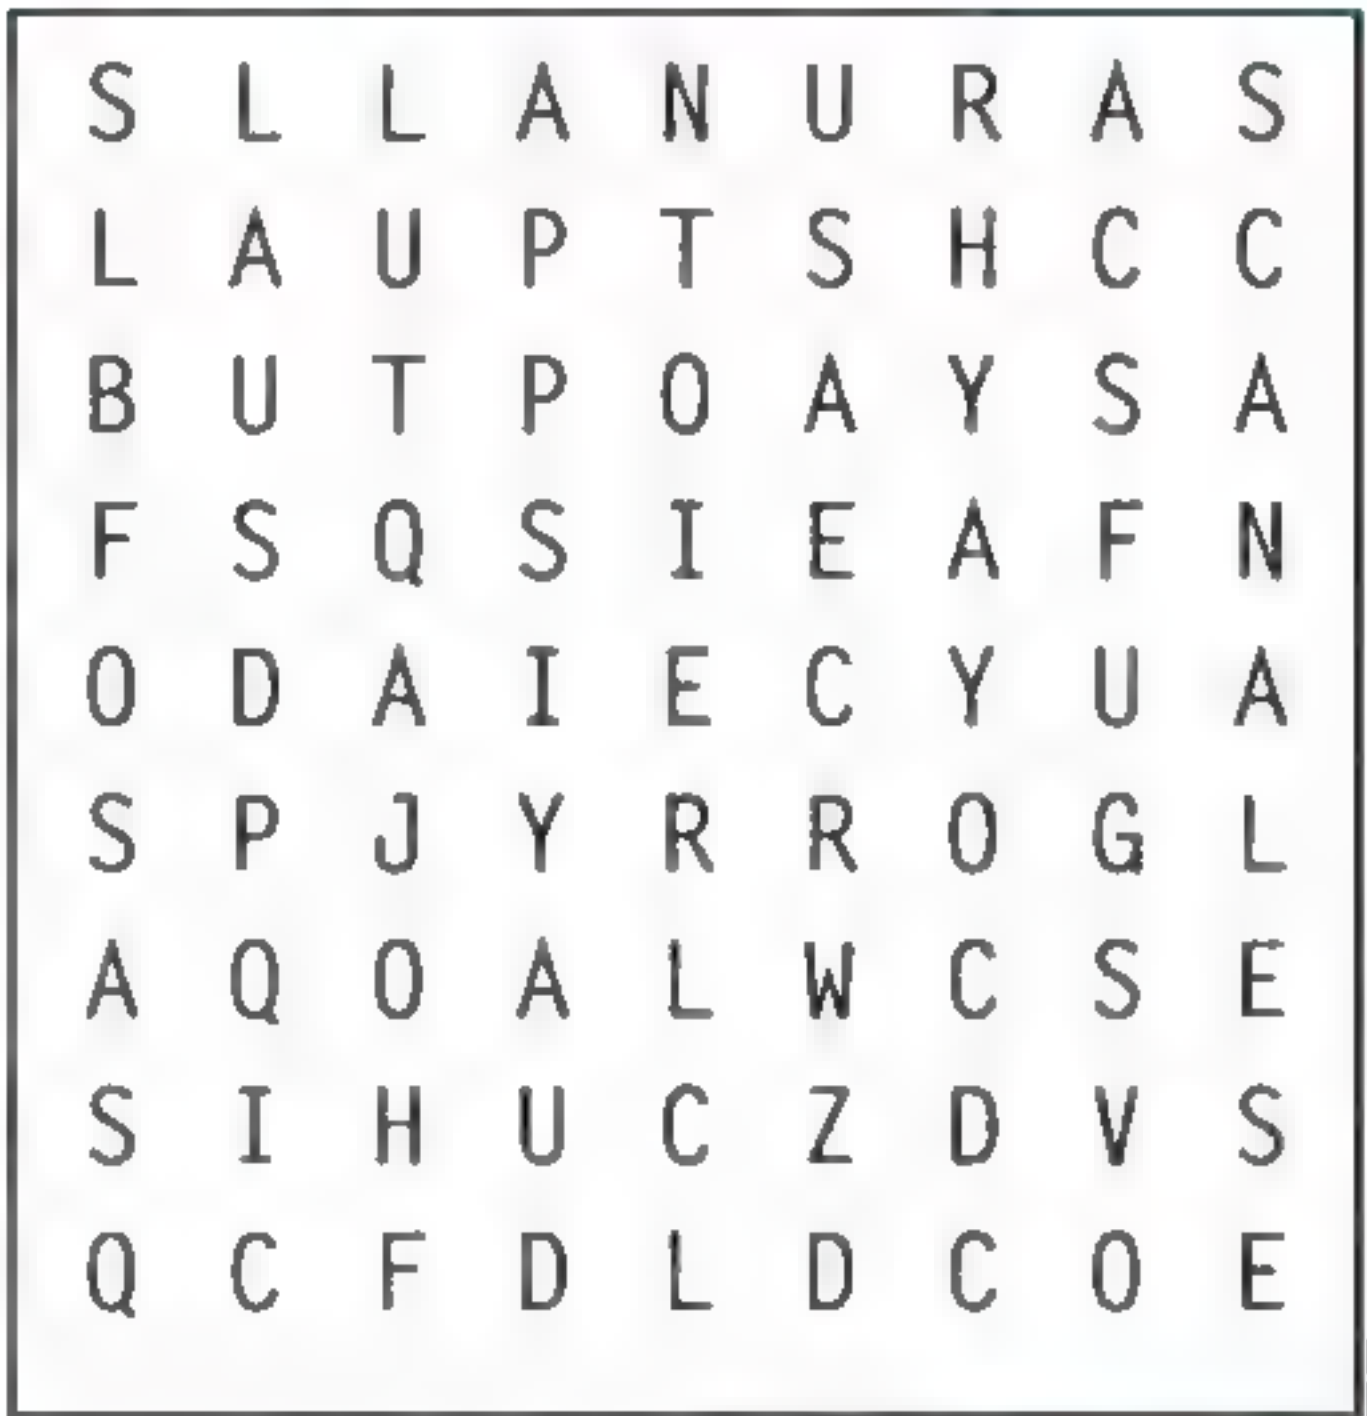 S L L A N U R A S
L A U P T S H C C
B U T P O A Y S A
F S Q S I E A F N
O D A I E C Y U A
S P J Y R R O G L
A Q O A L W C S E
S I H U C Z D V S
Q C F D L D C O E